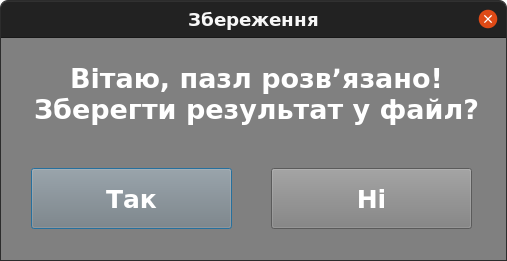 Збереження
Вітаю, пазл розв’язано!
Зберегти результат у файл?
Так
Ні